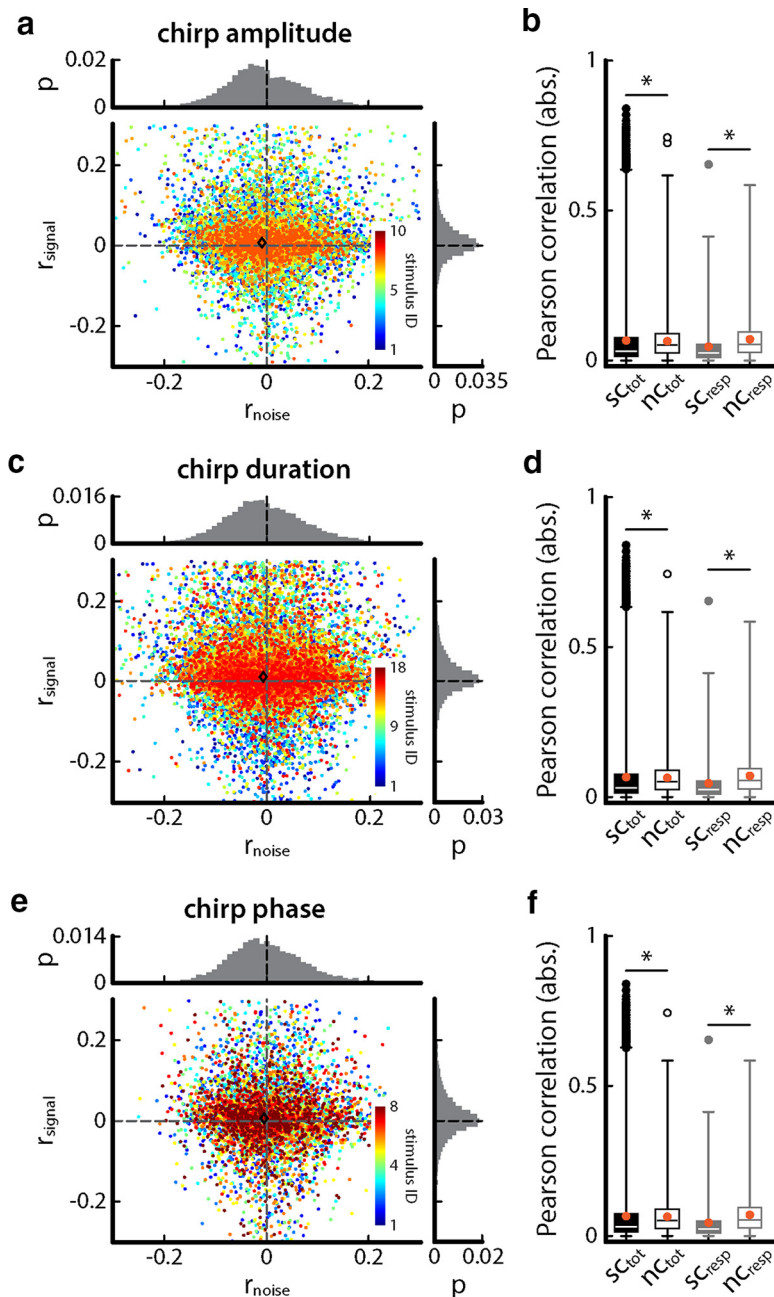 a
chirp amplitude
p
0.02
0
r_signal
0.2
0
-0.2
10
5
1
stimulus ID
-0.2
0
0.2
r_noise
0
0.035
p
b
Pearson correlation (abs.)
1
0.5
0
*
*
sc_tot
nc_tot
sc_resp
nc_resp
c
chirp duration
p
0.016
0
r_signal
0.2
0
-0.2
18
9
1
stimulus ID
-0.2
0
0.2
r_noise
0
0.03
p
d
Pearson correlation (abs.)
1
0.5
0
*
*
sc_tot
nc_tot
sc_resp
nc_resp
e
chirp phase
p
0.014
0
r_signal
0.2
0
-0.2
8
4
1
stimulus ID
-0.2
0
0.2
r_noise
0
0.02
p
f
Pearson correlation (abs.)
1
0.5
0
*
*
sc_tot
nc_tot
sc_resp
nc_resp